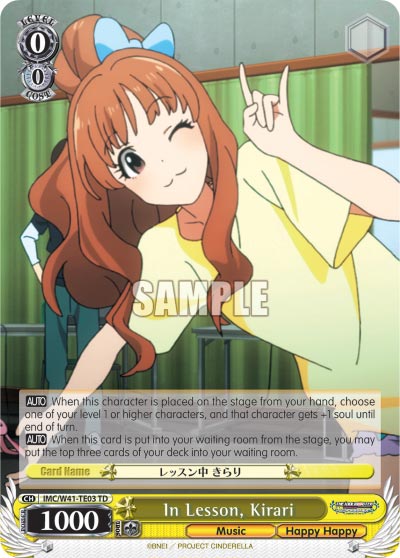 LEVEL
0
0
COST
SAMPLE
AUTO When this character is placed on the stage from your hand, choose
one of your level 1 or higher characters, and that character gets +1 soul until
end of turn.
AUTO When this card is put into your waiting room from the stage, you may
put the top three cards of your deck into your waiting room.
Card Name
レッスン中 きらり
CD IMC/W41-TE03 TD
POWER
1000
SOUL
In Lesson, Kirari
Music
Happy Happy
©BNEI / PROJECT CINDERELLA